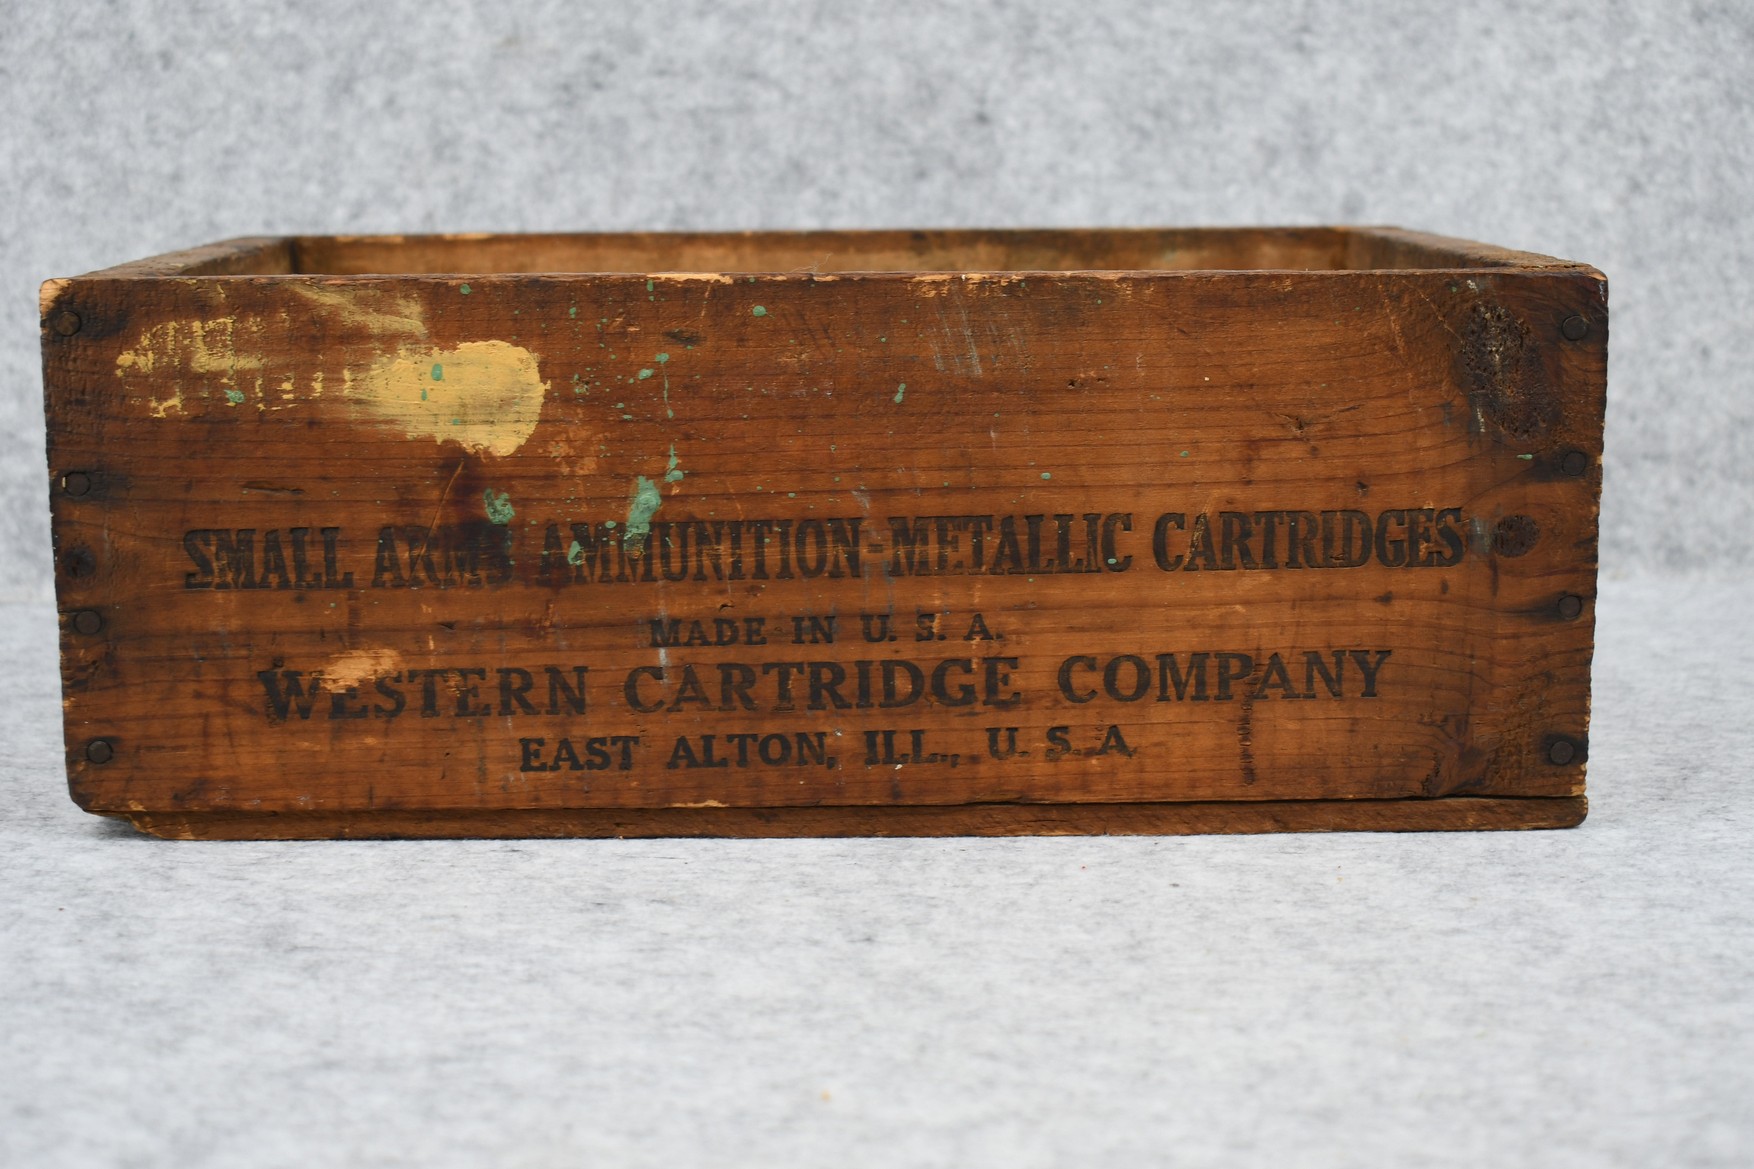 SMALL ARMS AMMUNITION-METALLIC CARTRIDGES
MADE IN U. S. A.
WESTERN CARTRIDGE COMPANY
EAST ALTON, ILL., U. S. A.